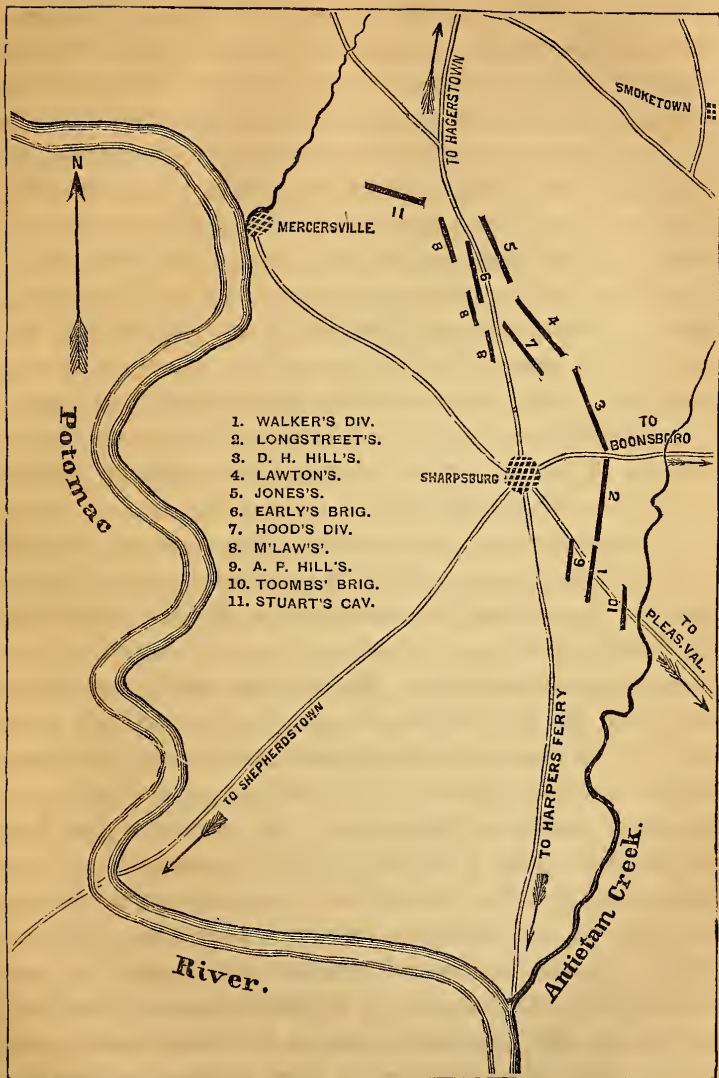 TO HAGERSTOWN
SMOKETOWN
N
MERCERSVILLE
11
8
5
6
8
4
8
7
3
TO
BOONSBORO
Potomac
1. WALKER'S DIV.
2. LONGSTREET'S.
3. D. H. HILL'S.
4. LAWTON'S.
5. JONES'S.
6. EARLY'S BRIG.
7. HOOD'S DIV.
8. M'LAW'S'.
9. A. P. HILL'S.
10. TOOMBS' BRIG.
11. STUART'S CAV.
SHARPSBURG
2
9
1
10
TO
PLEAS. VAL.
TO SHEPHERDSTOWN
TO HARPERS FERRY
Antietam Creek.
River.